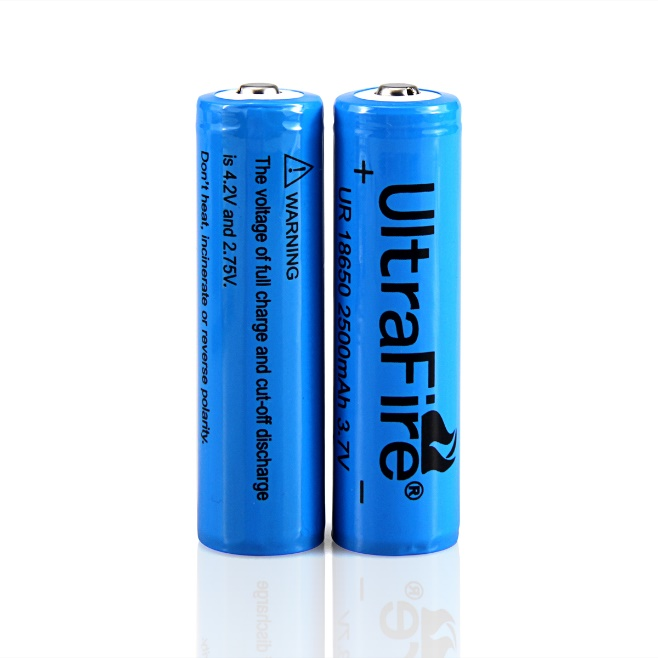 ⚠ WARNING
The voltage of full charge and cut-off discharge
is 4.2V and 2.75V.
Don't heat, incinerate or reverse polarity.
UltraFire®
+ UR 18650 2500mAh 3.7V −